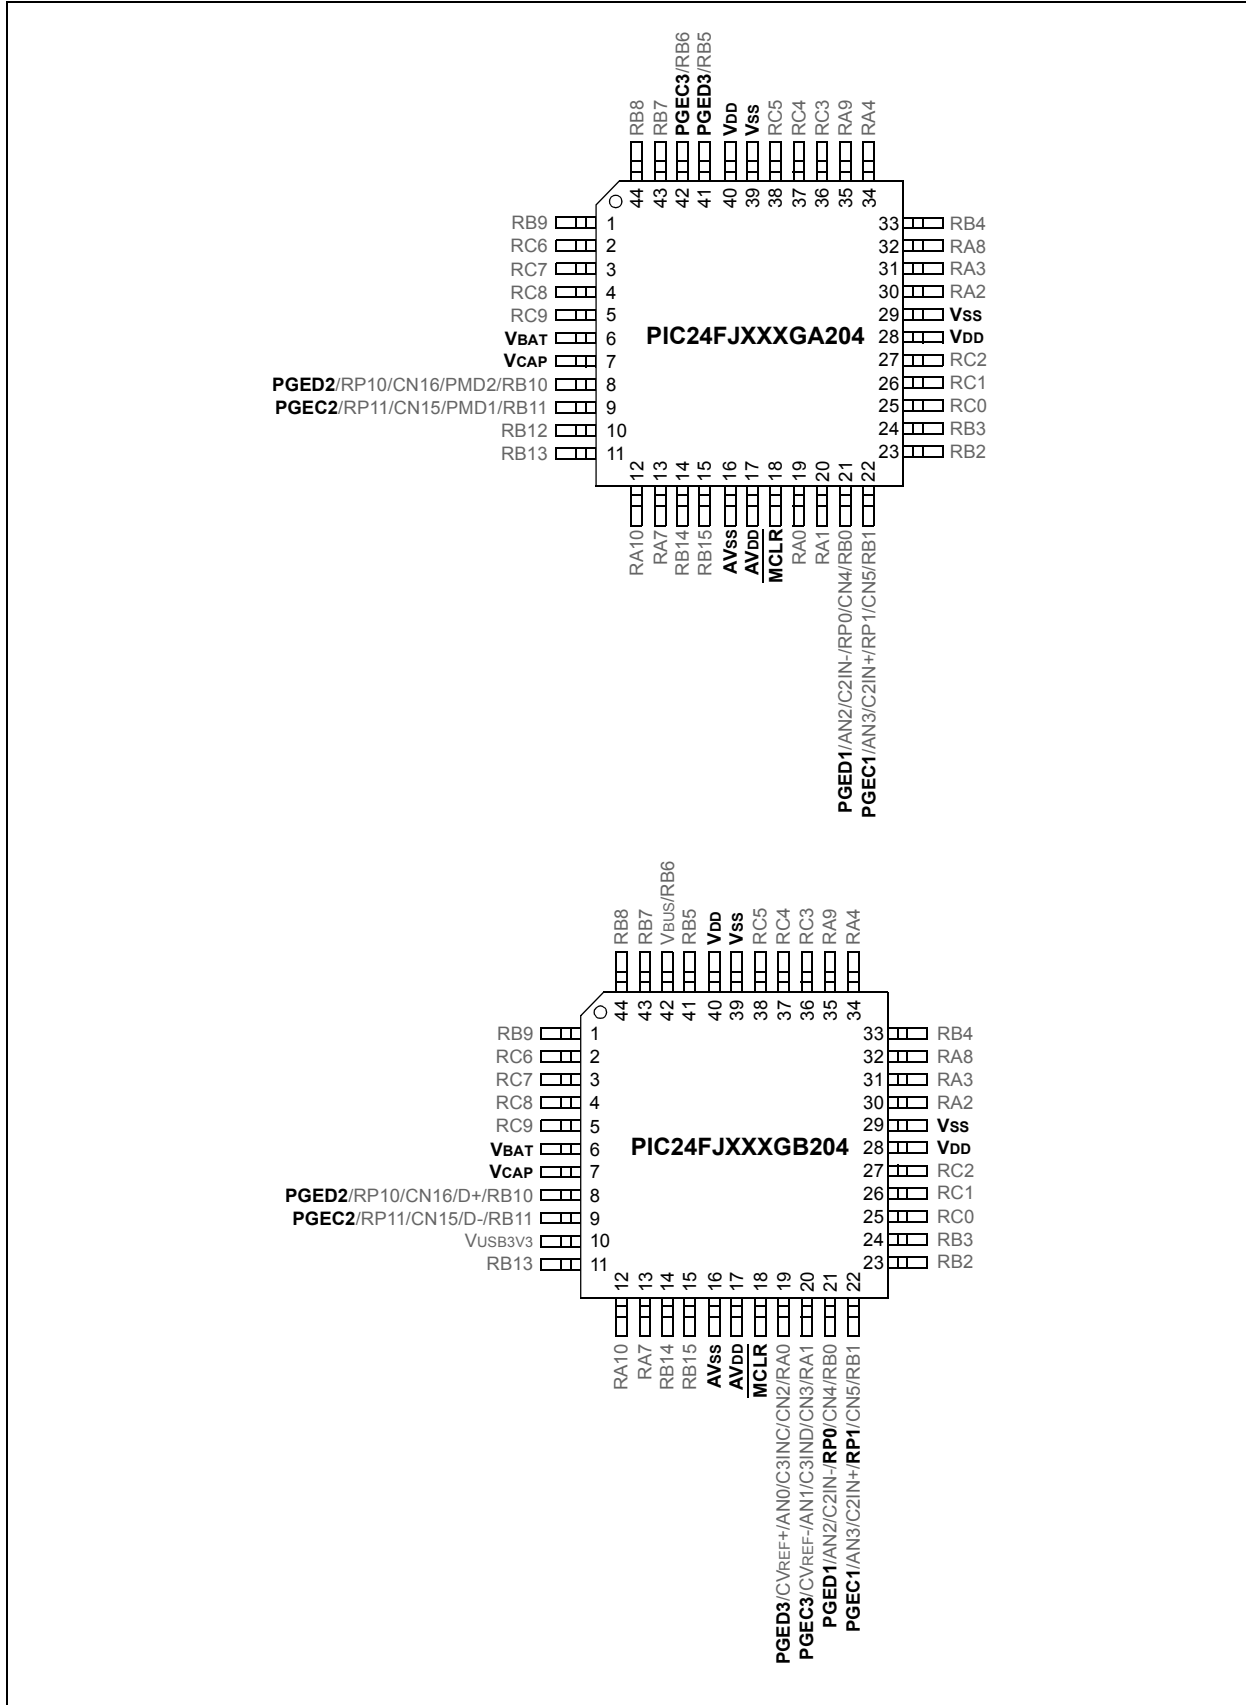 RB8
RB7
PGEC3/RB6
PGED3/RB5
VDD
VSS
RC5
RC4
RC3
RA9
RA4
44
43
42
41
40
39
38
37
36
35
34
RB9 1
RC6 2
RC7 3
RC8 4
RC9 5
VBAT 6
VCAP 7
PGED2/RP10/CN16/PMD2/RB10 8
PGEC2/RP11/CN15/PMD1/RB11 9
RB12 10
RB13 11
PIC24FJXXXGA204
33 RB4
32 RA8
31 RA3
30 RA2
29 VSS
28 VDD
27 RC2
26 RC1
25 RC0
24 RB3
23 RB2
12
13
14
15
16
17
18
19
20
21
22
RA10
RA7
RB14
RB15
AVSS
AVDD
MCLR
RA0
RA1
PGED1/AN2/C2IN-/RP0/CN4/RB0
PGEC1/AN3/C2IN+/RP1/CN5/RB1
RB8
RB7
VBUS/RB6
RB5
VDD
VSS
RC5
RC4
RC3
RA9
RA4
44
43
42
41
40
39
38
37
36
35
34
RB9 1
RC6 2
RC7 3
RC8 4
RC9 5
VBAT 6
VCAP 7
PGED2/RP10/CN16/D+/RB10 8
PGEC2/RP11/CN15/D-/RB11 9
VUSB3V3 10
RB13 11
PIC24FJXXXGB204
33 RB4
32 RA8
31 RA3
30 RA2
29 VSS
28 VDD
27 RC2
26 RC1
25 RC0
24 RB3
23 RB2
12
13
14
15
16
17
18
19
20
21
22
RA10
RA7
RB14
RB15
AVSS
AVDD
MCLR
PGED3/CVREF+/AN0/C3INC/CN2/RA0
PGEC3/CVREF-/AN1/C3IND/CN3/RA1
PGED1/AN2/C2IN-/RP0/CN4/RB0
PGEC1/AN3/C2IN+/RP1/CN5/RB1